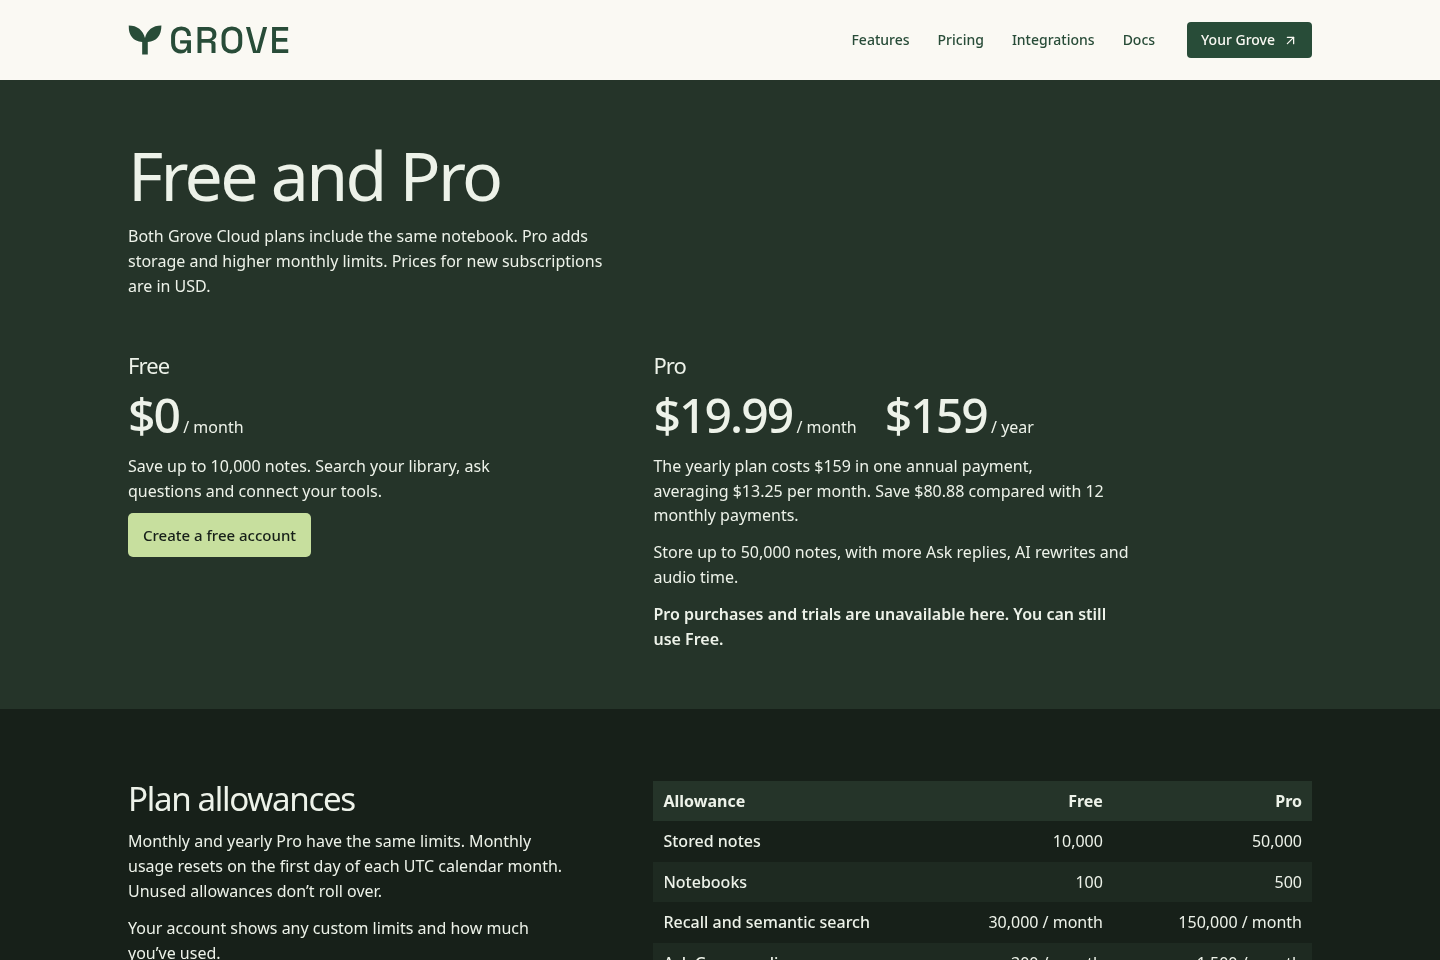 GROVE
Features
Pricing
Integrations
Docs
Your Grove
Free and Pro
Both Grove Cloud plans include the same notebook. Pro adds
storage and higher monthly limits. Prices for new subscriptions
are in USD.
Free
$0 / month
Save up to 10,000 notes. Search your library, ask
questions and connect your tools.
Create a free account
Pro
$19.99 / month $159 / year
The yearly plan costs $159 in one annual payment,
averaging $13.25 per month. Save $80.88 compared with 12
monthly payments.
Store up to 50,000 notes, with more Ask replies, AI rewrites and
audio time.
Pro purchases and trials are unavailable here. You can still
use Free.
Plan allowances
Monthly and yearly Pro have the same limits. Monthly
usage resets on the first day of each UTC calendar month.
Unused allowances don’t roll over.
Your account shows any custom limits and how much
you’ve used.
Allowance Free Pro
Stored notes 10,000 50,000
Notebooks 100 500
Recall and semantic search 30,000 / month 150,000 / month